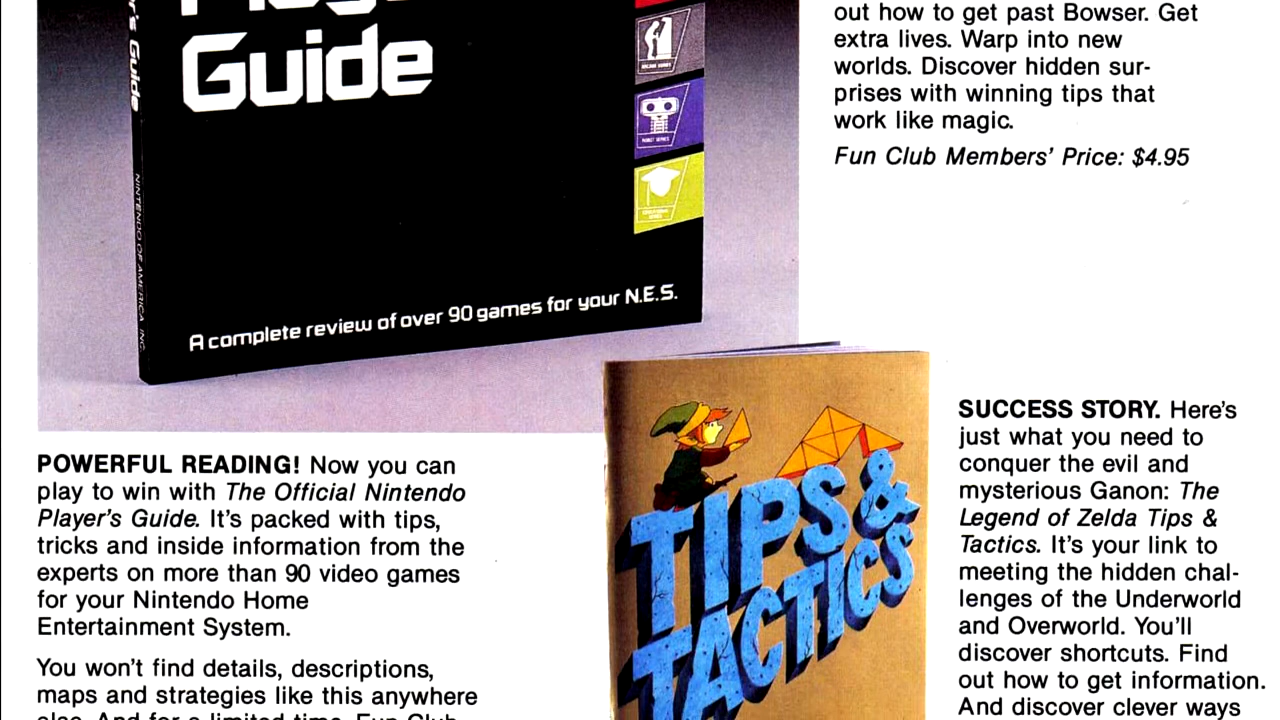 Guide
A complete review of over 90 games for your N.E.S.
NINTENDO OF AMERICA INC.
out how to get past Bowser. Get
extra lives. Warp into new
worlds. Discover hidden sur-
prises with winning tips that
work like magic.
Fun Club Members' Price: $4.95
POWERFUL READING! Now you can
play to win with The Official Nintendo
Player's Guide. It's packed with tips,
tricks and inside information from the
experts on more than 90 video games
for your Nintendo Home
Entertainment System.
You won't find details, descriptions,
maps and strategies like this anywhere
else. And for a limited time, Fun Club
TIPS &
TACTICS
SUCCESS STORY. Here's
just what you need to
conquer the evil and
mysterious Ganon: The
Legend of Zelda Tips &
Tactics. It's your link to
meeting the hidden chal-
lenges of the Underworld
and Overworld. You'll
discover shortcuts. Find
out how to get information.
And discover clever ways